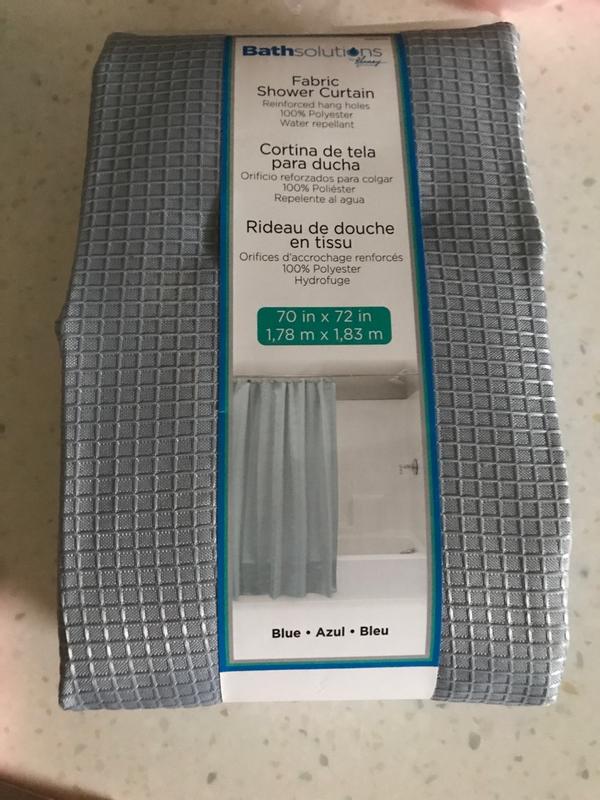 Bathsolutions
by Kenney
Fabric
Shower Curtain
Reinforced hang holes
100% Polyester
Water repellant
Cortina de tela
para ducha
Orificio reforzados para colgar
100% Poliéster
Repelente al agua
Rideau de douche
en tissu
Orifices d'accrochage renforcés
100% Polyester
Hydrofuge
70 in x 72 in
1,78 m x 1,83 m
Blue • Azul • Bleu